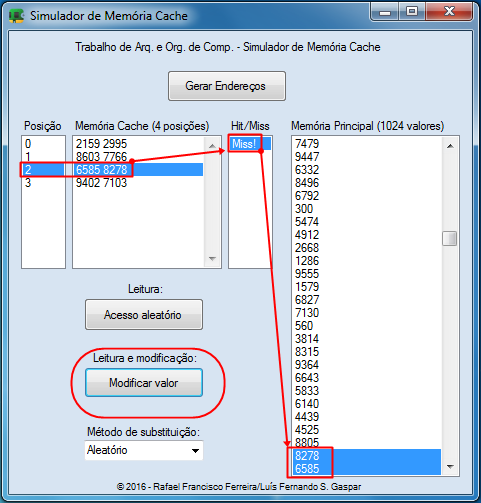 Simulador de Memória Cache
Trabalho de Arq. e Org. de Comp. - Simulador de Memória Cache
Gerar Endereços
Posição
0
1
2
3
Memória Cache (4 posições)
2159 2995
8603 7766
6585 8278
9402 7103
Hit/Miss
Miss!
Memória Principal (1024 valores)
7479
9447
6332
8496
6792
300
5474
4912
2668
1286
9555
1579
6827
7130
560
3814
8315
9364
6643
5833
6140
4439
4525
8805
8278
6585
Leitura:
Acesso aleatório
Leitura e modificação:
Modificar valor
Método de substituição:
Aleatório
© 2016 - Rafael Francisco Ferreira/Luís Fernando S. Gaspar